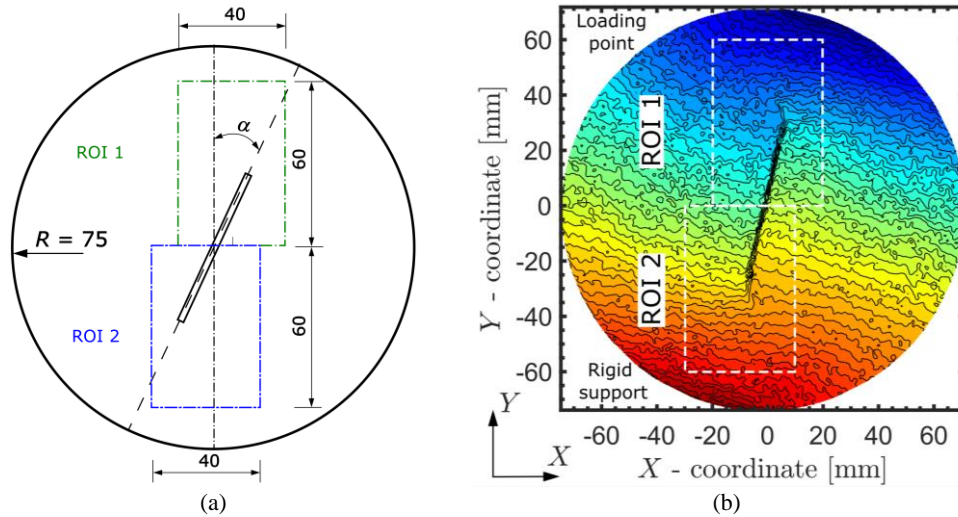 40
α
60
ROI 1
R = 75
ROI 2
60
40
(a)
Loading
point
60
40
20
0
-20
-40
-60
Y - coordinate [mm]
ROI 1
ROI 2
Rigid
support
Y
X
-60 -40 -20 0 20 40 60
X - coordinate [mm]
(b)